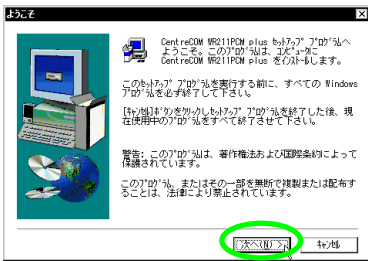 ようこそ
CentreCOM WR211PCM plus ｾｯﾄｱｯﾌﾟ ﾌﾟﾛｸﾞﾗﾑへ
ようこそ。このﾌﾟﾛｸﾞﾗﾑは、ｺﾝﾋﾟｭｰﾀに
CentreCOM WR211PCM plus をｲﾝｽﾄｰﾙします。
このｾｯﾄｱｯﾌﾟ ﾌﾟﾛｸﾞﾗﾑを実行する前に、すべての Windows
ﾌﾟﾛｸﾞﾗﾑを必ず終了して下さい。
[ｷｬﾝｾﾙ]ﾎﾞﾀﾝをｸﾘｯｸしｾｯﾄｱｯﾌﾟ ﾌﾟﾛｸﾞﾗﾑを終了した後、現
在使用中のﾌﾟﾛｸﾞﾗﾑをすべて終了させて下さい。
警告: このﾌﾟﾛｸﾞﾗﾑは、著作権法および国際条約によって
保護されています。
このﾌﾟﾛｸﾞﾗﾑ、またはその一部を無断で複製または配布す
ることは、法律により禁止されています。
次へ(N) >
ｷｬﾝｾﾙ